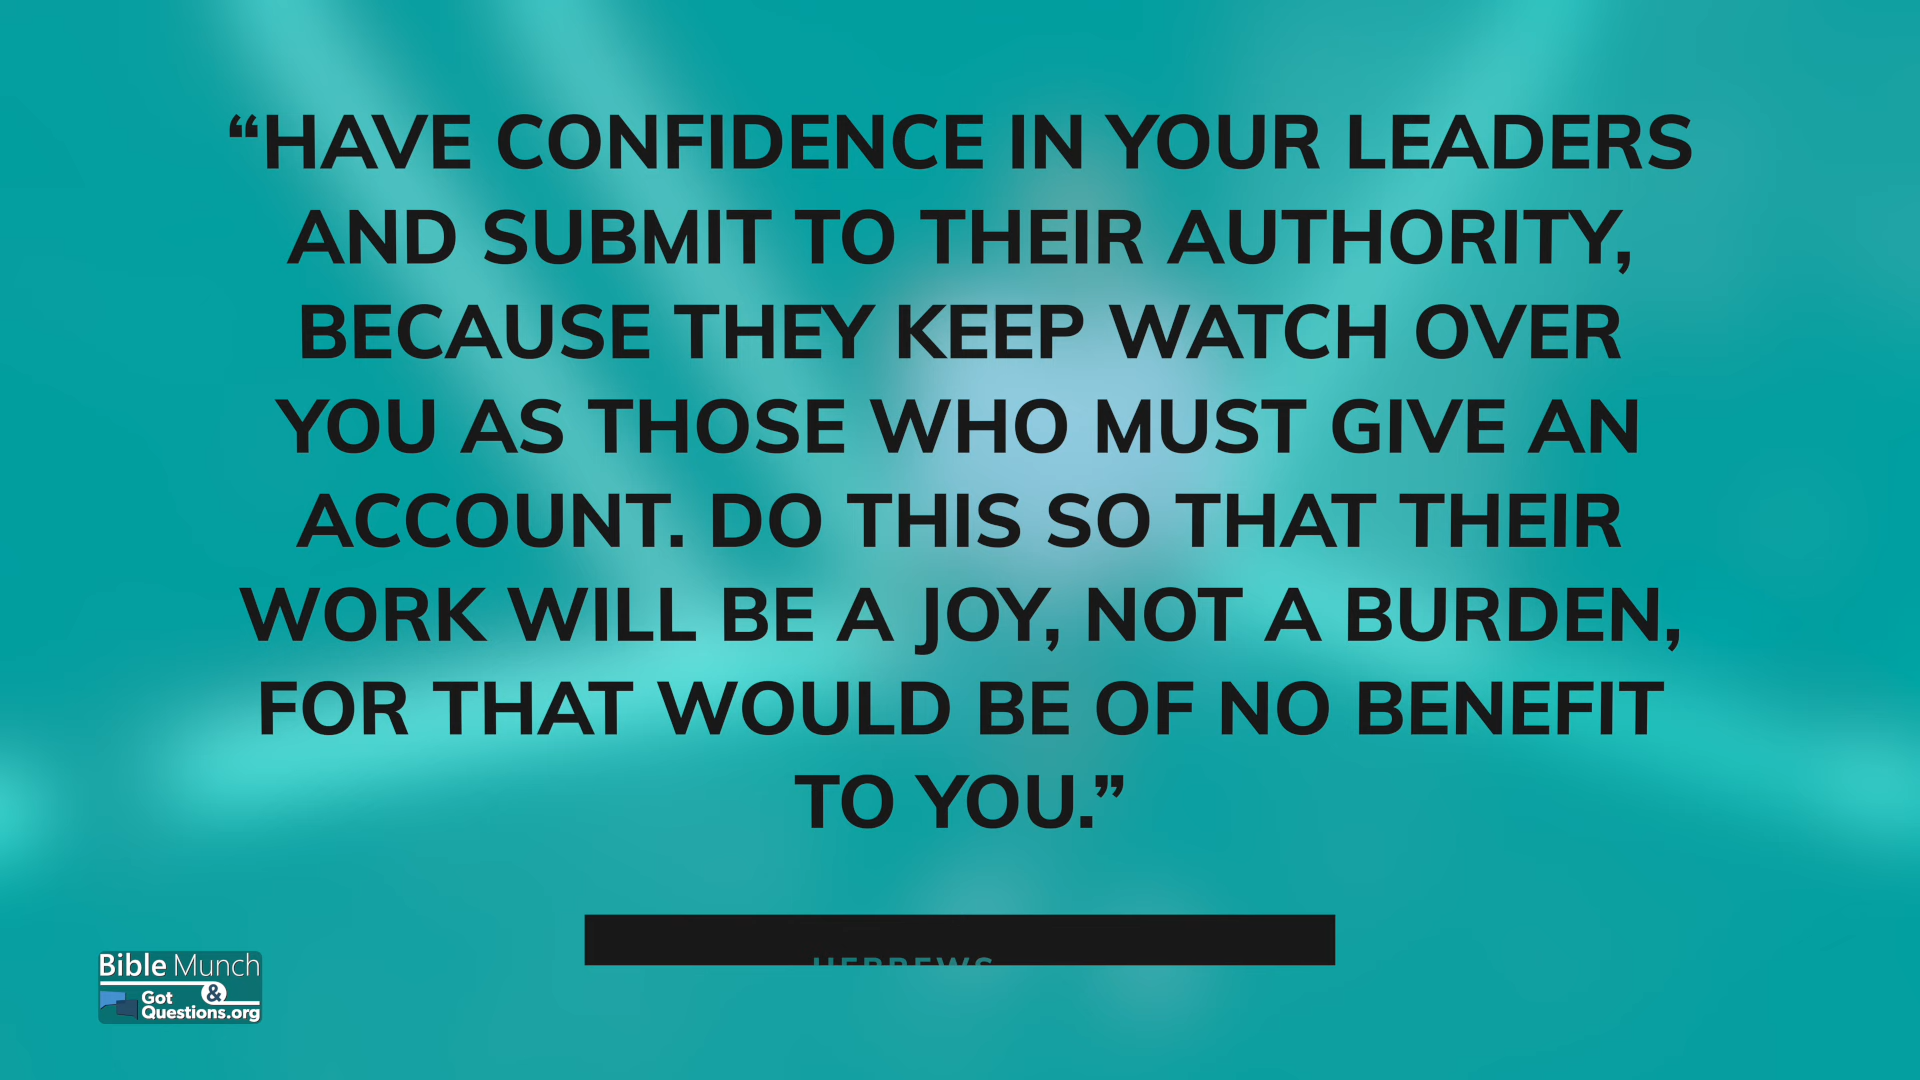 “HAVE CONFIDENCE IN YOUR LEADERS
AND SUBMIT TO THEIR AUTHORITY,
BECAUSE THEY KEEP WATCH OVER
YOU AS THOSE WHO MUST GIVE AN
ACCOUNT. DO THIS SO THAT THEIR
WORK WILL BE A JOY, NOT A BURDEN,
FOR THAT WOULD BE OF NO BENEFIT
TO YOU.”
HEBREWS
Bible Munch
&
Got
Questions.org